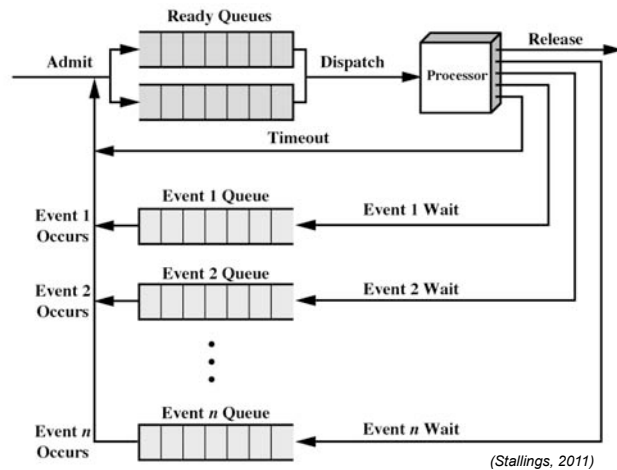 Ready Queues
Admit
Dispatch
Processor
Release
Timeout
Event 1 Queue
Event 1
Occurs
Event 1 Wait
Event 2 Queue
Event 2
Occurs
Event 2 Wait
Event n Queue
Event n
Occurs
Event n Wait
(Stallings, 2011)